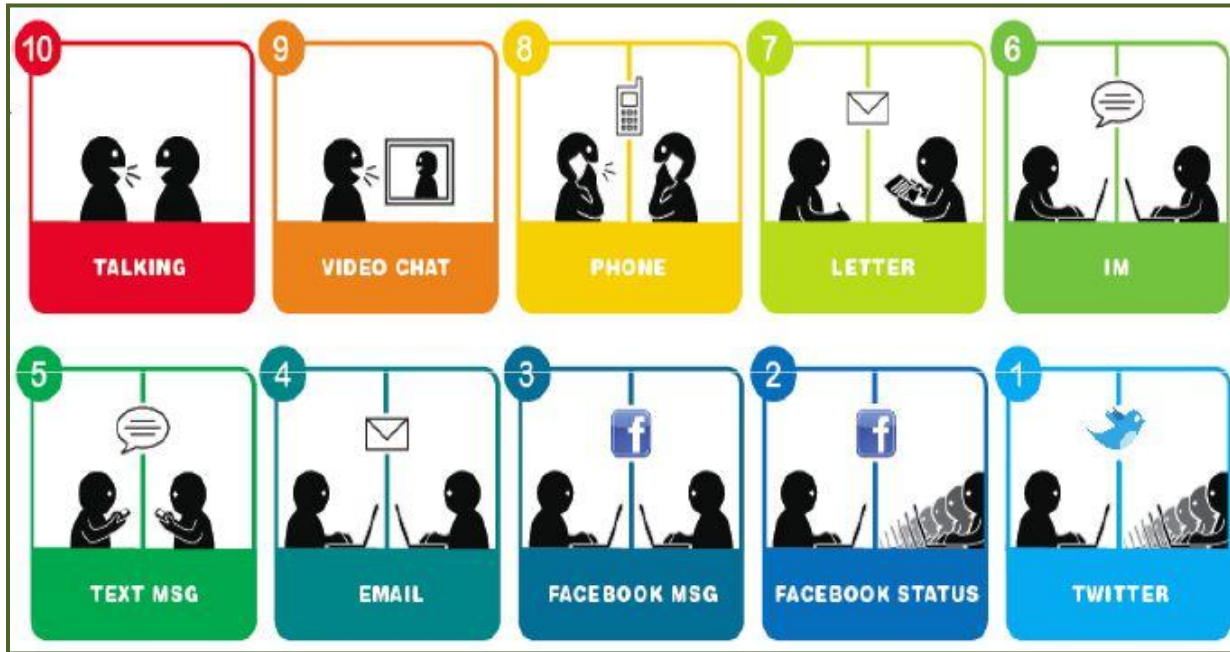 10
9
8
7
6
TALKING
VIDEO CHAT
PHONE
LETTER
IM
5
4
3
2
1
f
f
TEXT MSG
EMAIL
FACEBOOK MSG
FACEBOOK STATUS
TWITTER